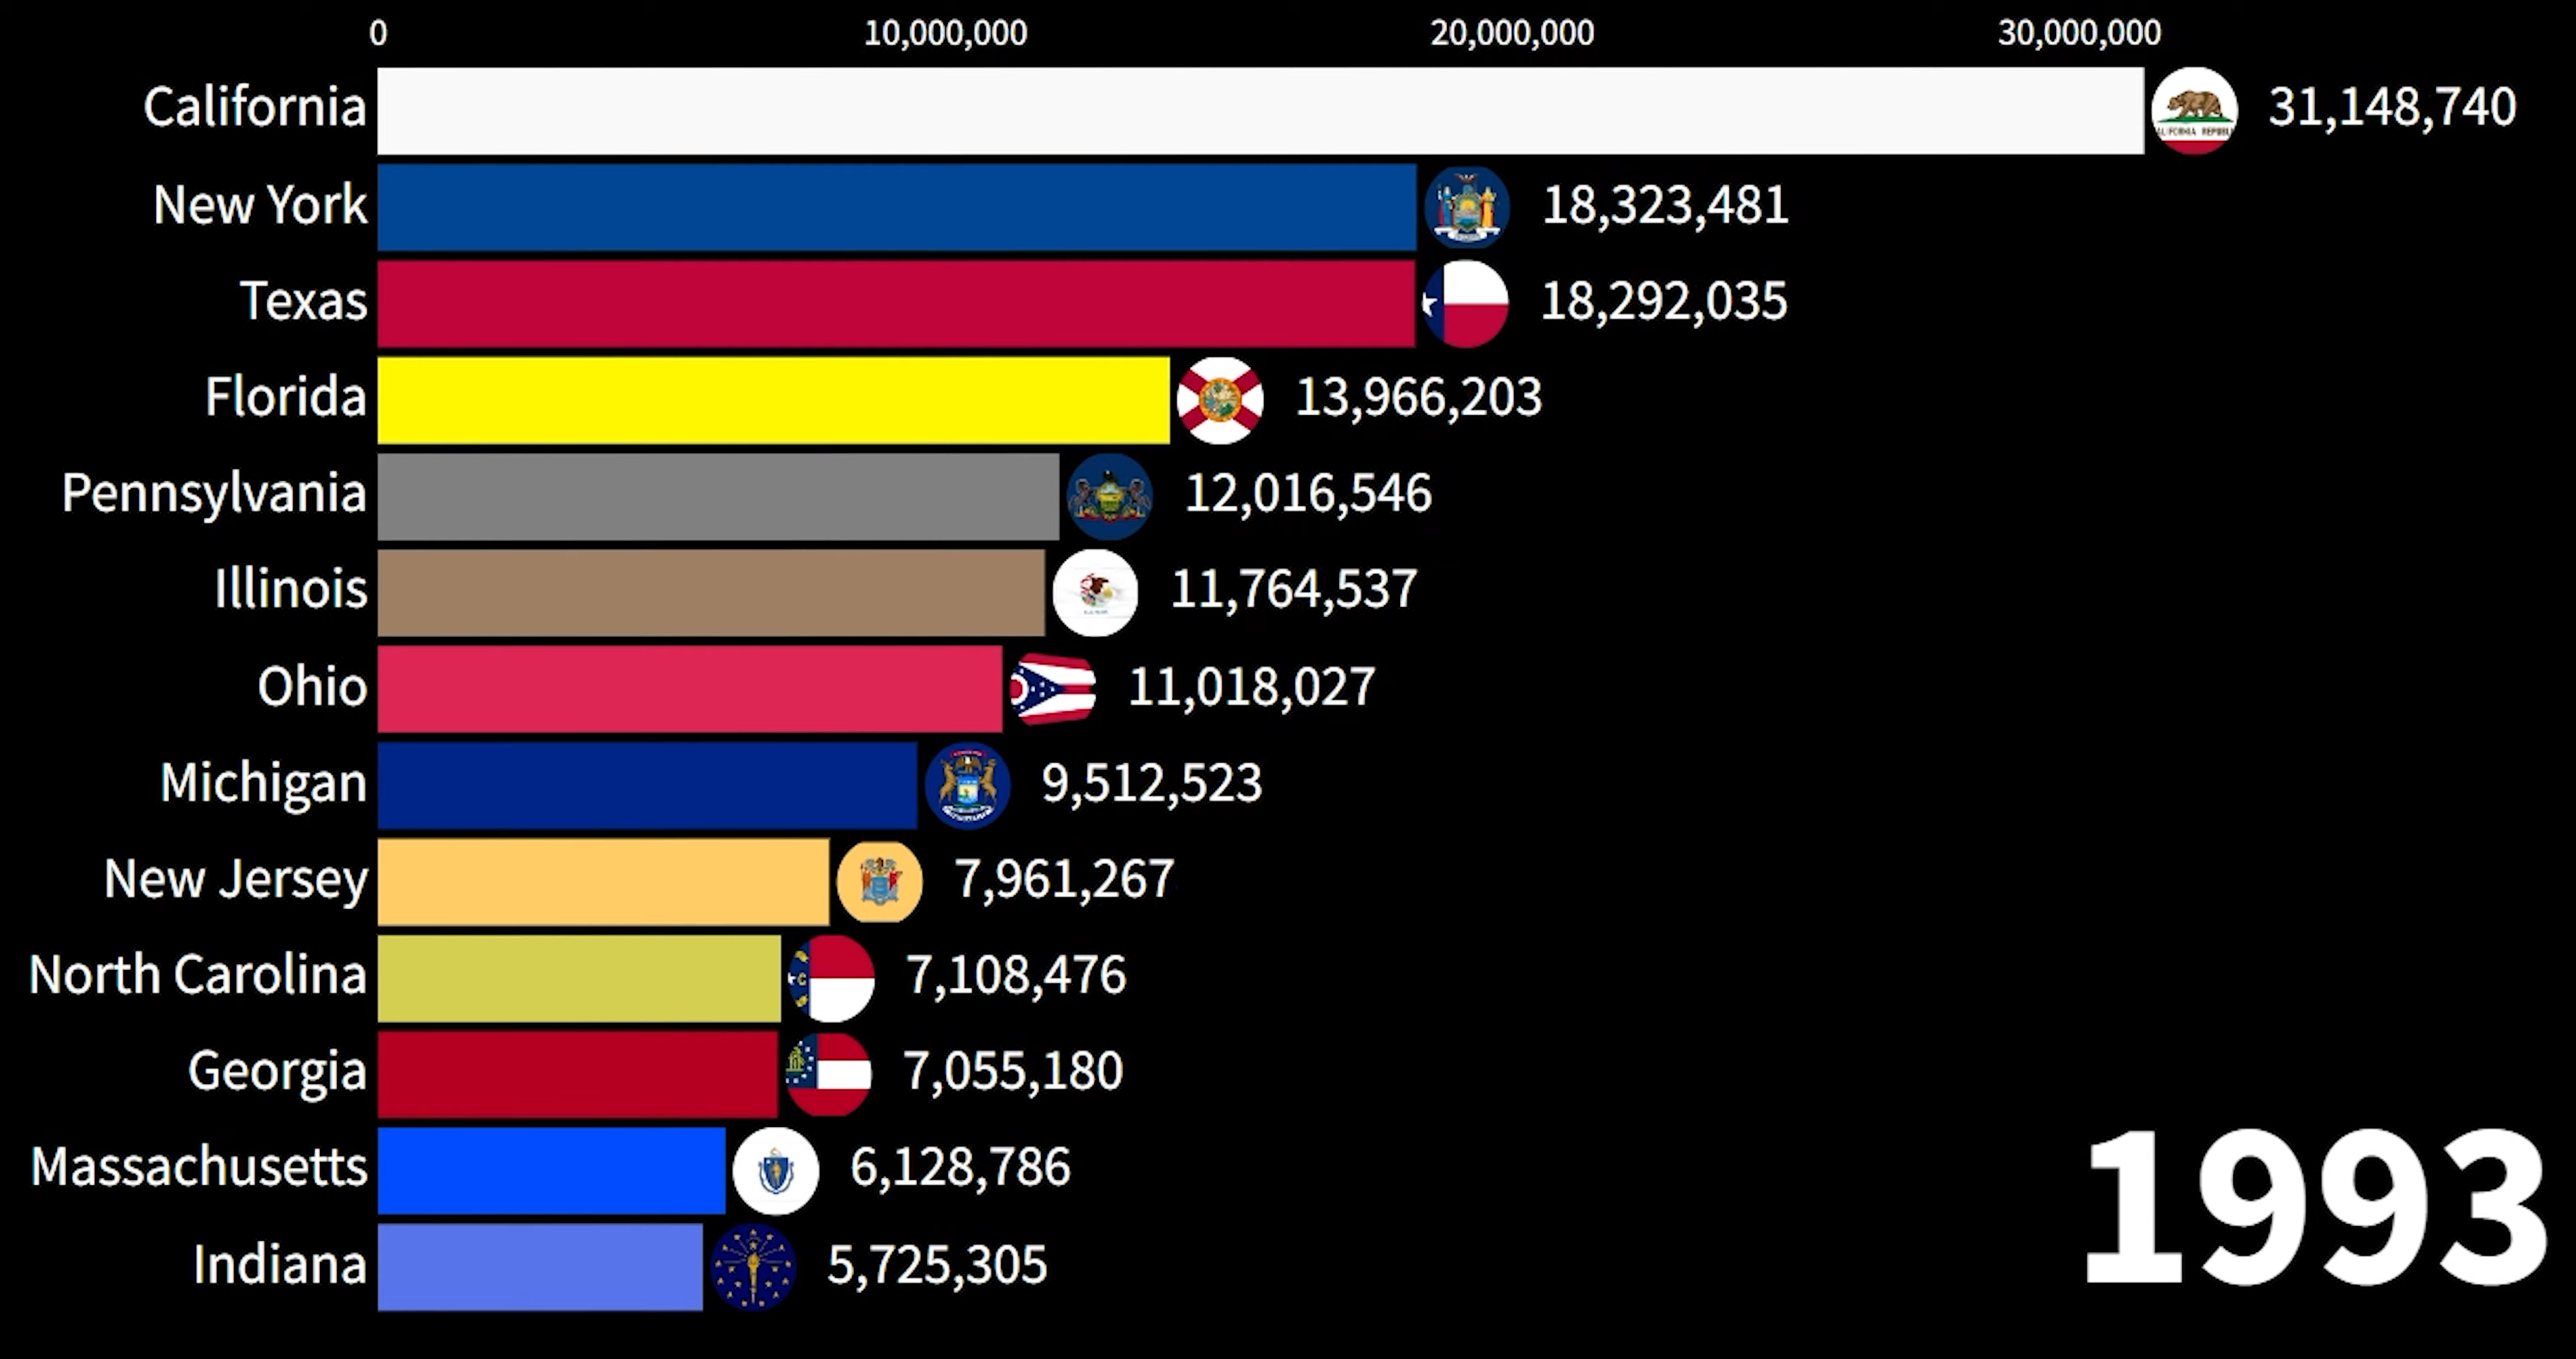 0 10,000,000 20,000,000 30,000,000
California 31,148,740
New York 18,323,481
Texas 18,292,035
Florida 13,966,203
Pennsylvania 12,016,546
Illinois 11,764,537
Ohio 11,018,027
Michigan 9,512,523
New Jersey 7,961,267
North Carolina 7,108,476
Georgia 7,055,180
Massachusetts 6,128,786
Indiana 5,725,305
1993